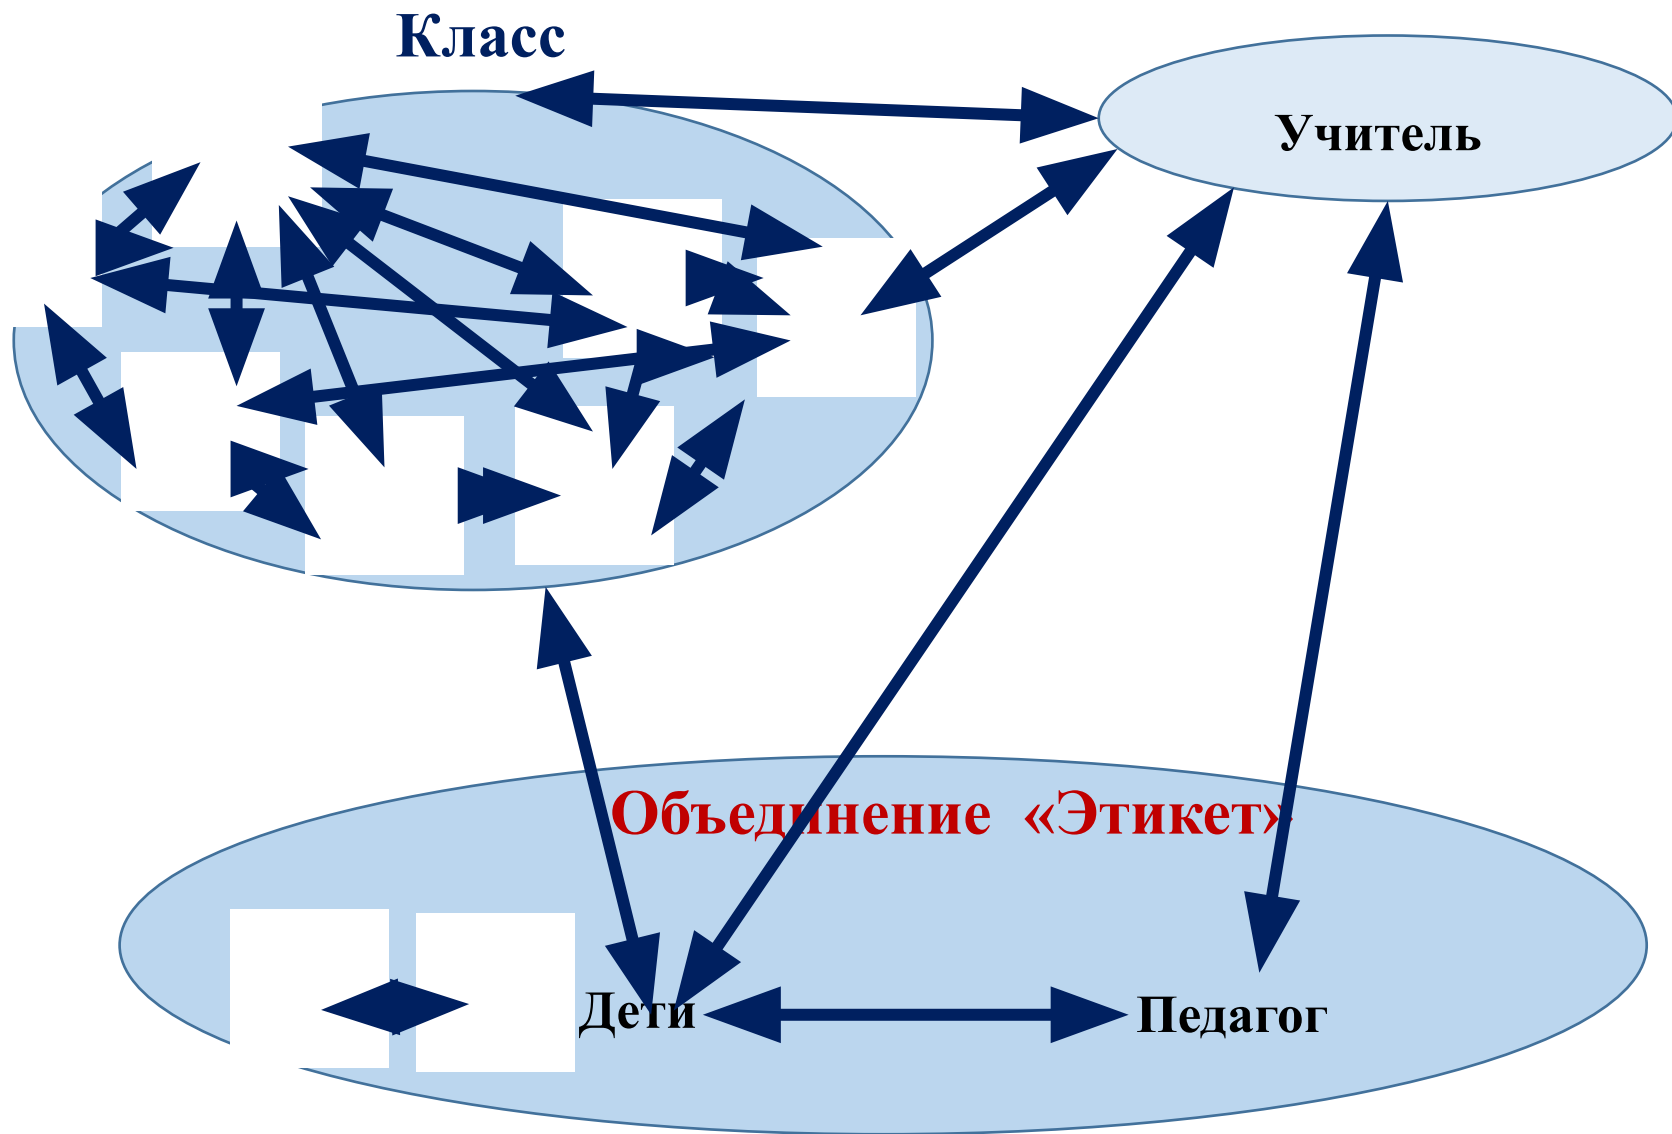 Класс
Учитель
Объединение «Этикет»
Дети
Педагог